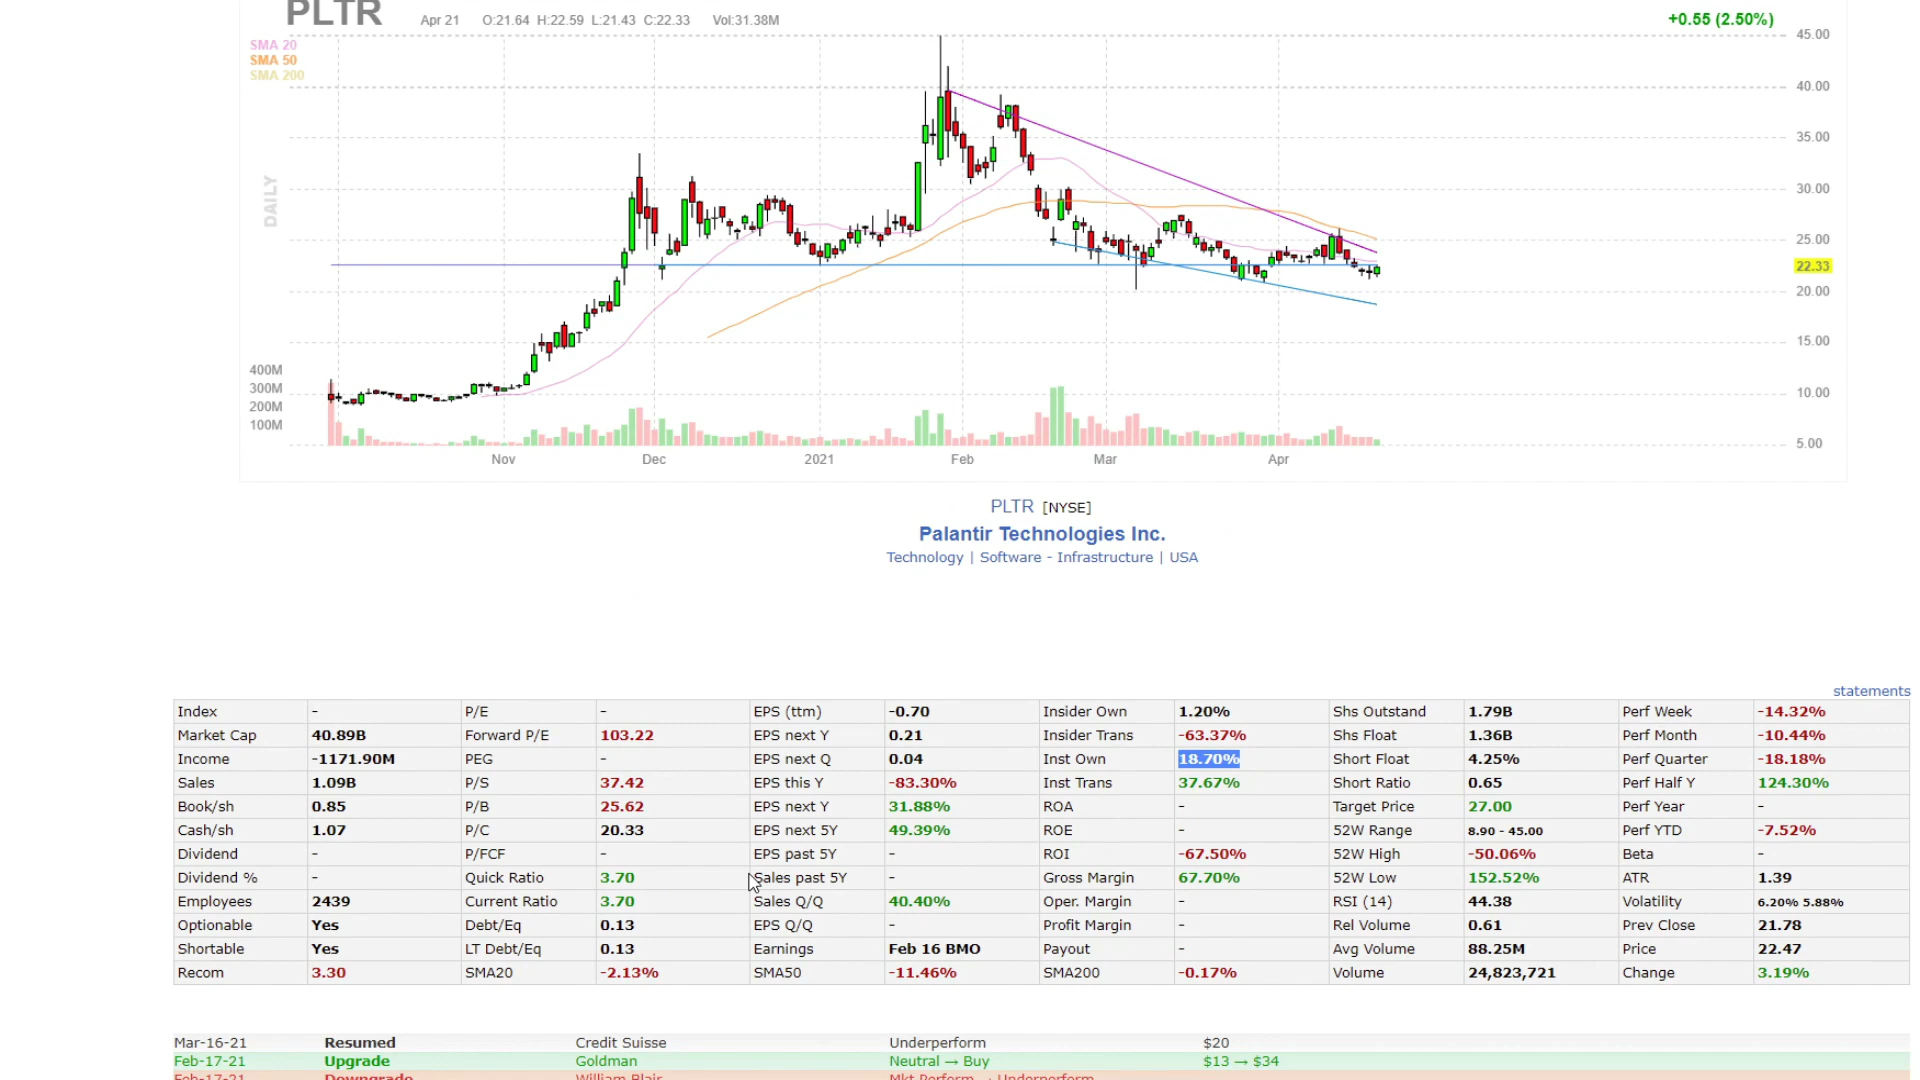 PLTR Apr 21 O:21.64 H:22.59 L:21.43 C:22.33 Vol:31.38M +0.55 (2.50%)
SMA 20
SMA 50
SMA 200
DAILY
45.00
40.00
35.00
30.00
25.00
22.33
20.00
15.00
10.00
5.00
400M
300M
200M
100M
Nov Dec 2021 Feb Mar Apr
PLTR [NYSE]
Palantir Technologies Inc.
Technology | Software - Infrastructure | USA
statements
Index - P/E - EPS (ttm) -0.70 Insider Own 1.20% Shs Outstand 1.79B Perf Week -14.32%
Market Cap 40.89B Forward P/E 103.22 EPS next Y 0.21 Insider Trans -63.37% Shs Float 1.36B Perf Month -10.44%
Income -1171.90M PEG - EPS next Q 0.04 Inst Own 18.70% Short Float 4.25% Perf Quarter -18.18%
Sales 1.09B P/S 37.42 EPS this Y -83.30% Inst Trans 37.67% Short Ratio 0.65 Perf Half Y 124.30%
Book/sh 0.85 P/B 25.62 EPS next Y 31.88% ROA - Target Price 27.00 Perf Year -
Cash/sh 1.07 P/C 20.33 EPS next 5Y 49.39% ROE - 52W Range 8.90 - 45.00 Perf YTD -7.52%
Dividend - P/FCF - EPS past 5Y - ROI -67.50% 52W High -50.06% Beta -
Dividend % - Quick Ratio 3.70 Sales past 5Y - Gross Margin 67.70% 52W Low 152.52% ATR 1.39
Employees 2439 Current Ratio 3.70 Sales Q/Q 40.40% Oper. Margin - RSI (14) 44.38 Volatility 6.20% 5.88%
Optionable Yes Debt/Eq 0.13 EPS Q/Q - Profit Margin - Rel Volume 0.61 Prev Close 21.78
Shortable Yes LT Debt/Eq 0.13 Earnings Feb 16 BMO Payout - Avg Volume 88.25M Price 22.47
Recom 3.30 SMA20 -2.13% SMA50 -11.46% SMA200 -0.17% Volume 24,823,721 Change 3.19%
Mar-16-21 Resumed Credit Suisse Underperform $20
Feb-17-21 Upgrade Goldman Neutral → Buy $13 → $34
Feb-17-21 Downgrade William Blair Mkt Perform → Underperform